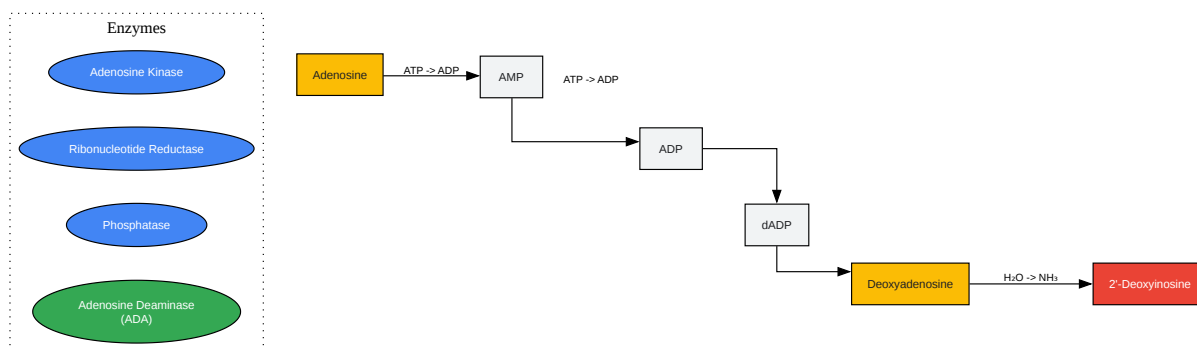 Enzymes
Adenosine Kinase
Ribonucleotide Reductase
Phosphatase
Adenosine Deaminase
(ADA)
Adenosine
ATP -> ADP
AMP
ATP -> ADP
ADP
dADP
Deoxyadenosine
H₂O -> NH₃
2'-Deoxyinosine